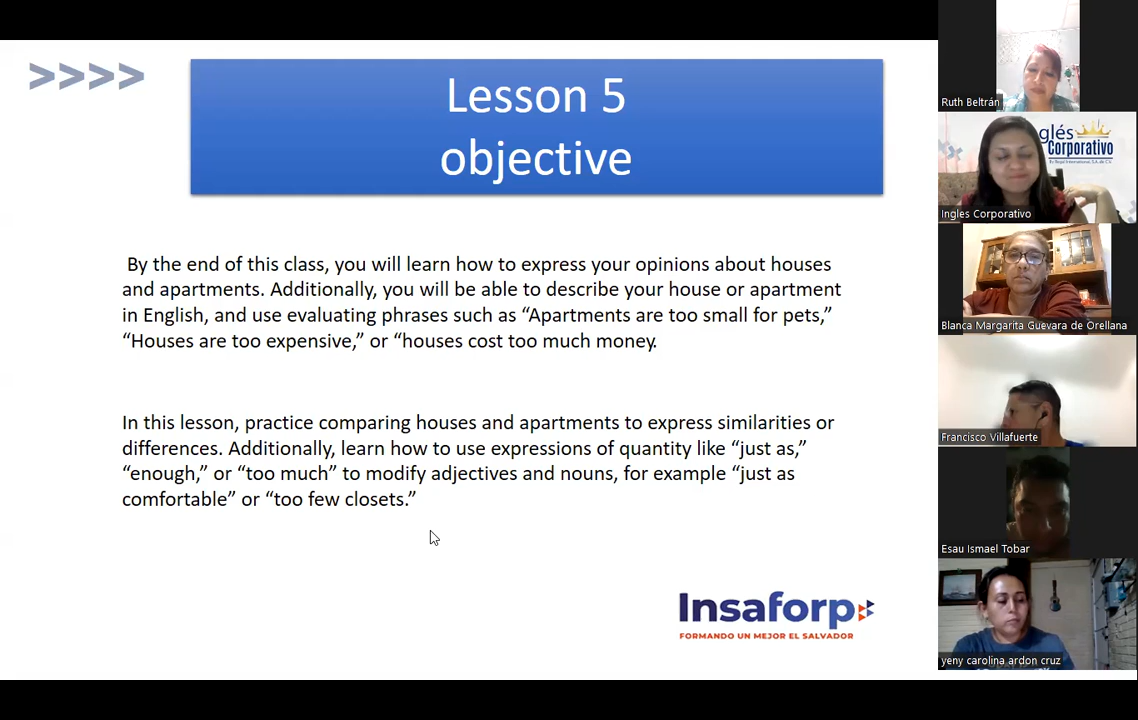 >>>>
Lesson 5
objective
By the end of this class, you will learn how to express your opinions about houses
and apartments. Additionally, you will be able to describe your house or apartment
in English, and use evaluating phrases such as “Apartments are too small for pets,”
“Houses are too expensive,” or “houses cost too much money.
In this lesson, practice comparing houses and apartments to express similarities or
differences. Additionally, learn how to use expressions of quantity like “just as,”
“enough,” or “too much” to modify adjectives and nouns, for example “just as
comfortable” or “too few closets.”
Insaforp
FORMANDO UN MEJOR EL SALVADOR
Ruth Beltrán
glés
Corporativo
Ingles Corporativo
Blanca Margarita Guevara de Orellana
Francisco Villafuerte
Esau Ismael Tobar
yeny carolina ardon cruz